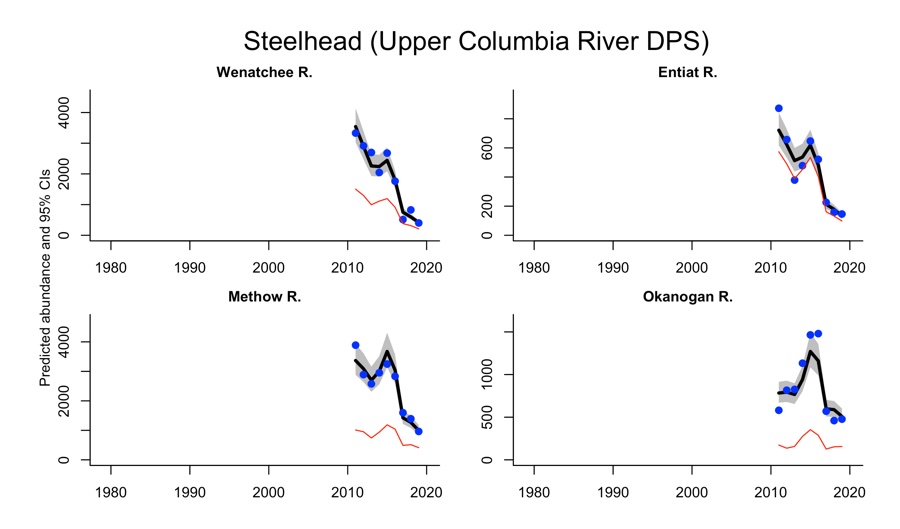 Steelhead (Upper Columbia River DPS)
Predicted abundance and 95% CIs
Wenatchee R.
4000
2000
0
1980 1990 2000 2010 2020
Entiat R.
600
200
0
1980 1990 2000 2010 2020
Methow R.
4000
2000
0
1980 1990 2000 2010 2020
Okanogan R.
1000
500
0
1980 1990 2000 2010 2020